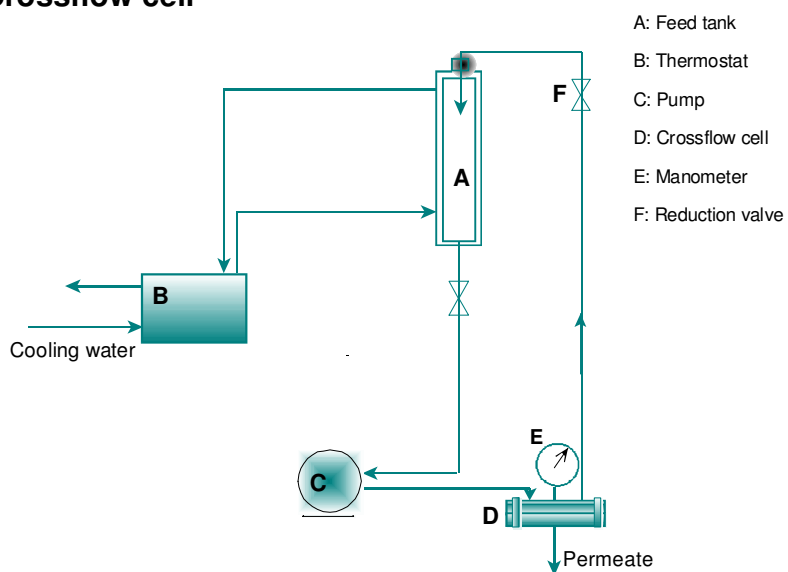 A: Feed tank
B: Thermostat
C: Pump
D: Crossflow cell
E: Manometer
F: Reduction valve
F
A
B
Cooling water
E
C
D
Permeate